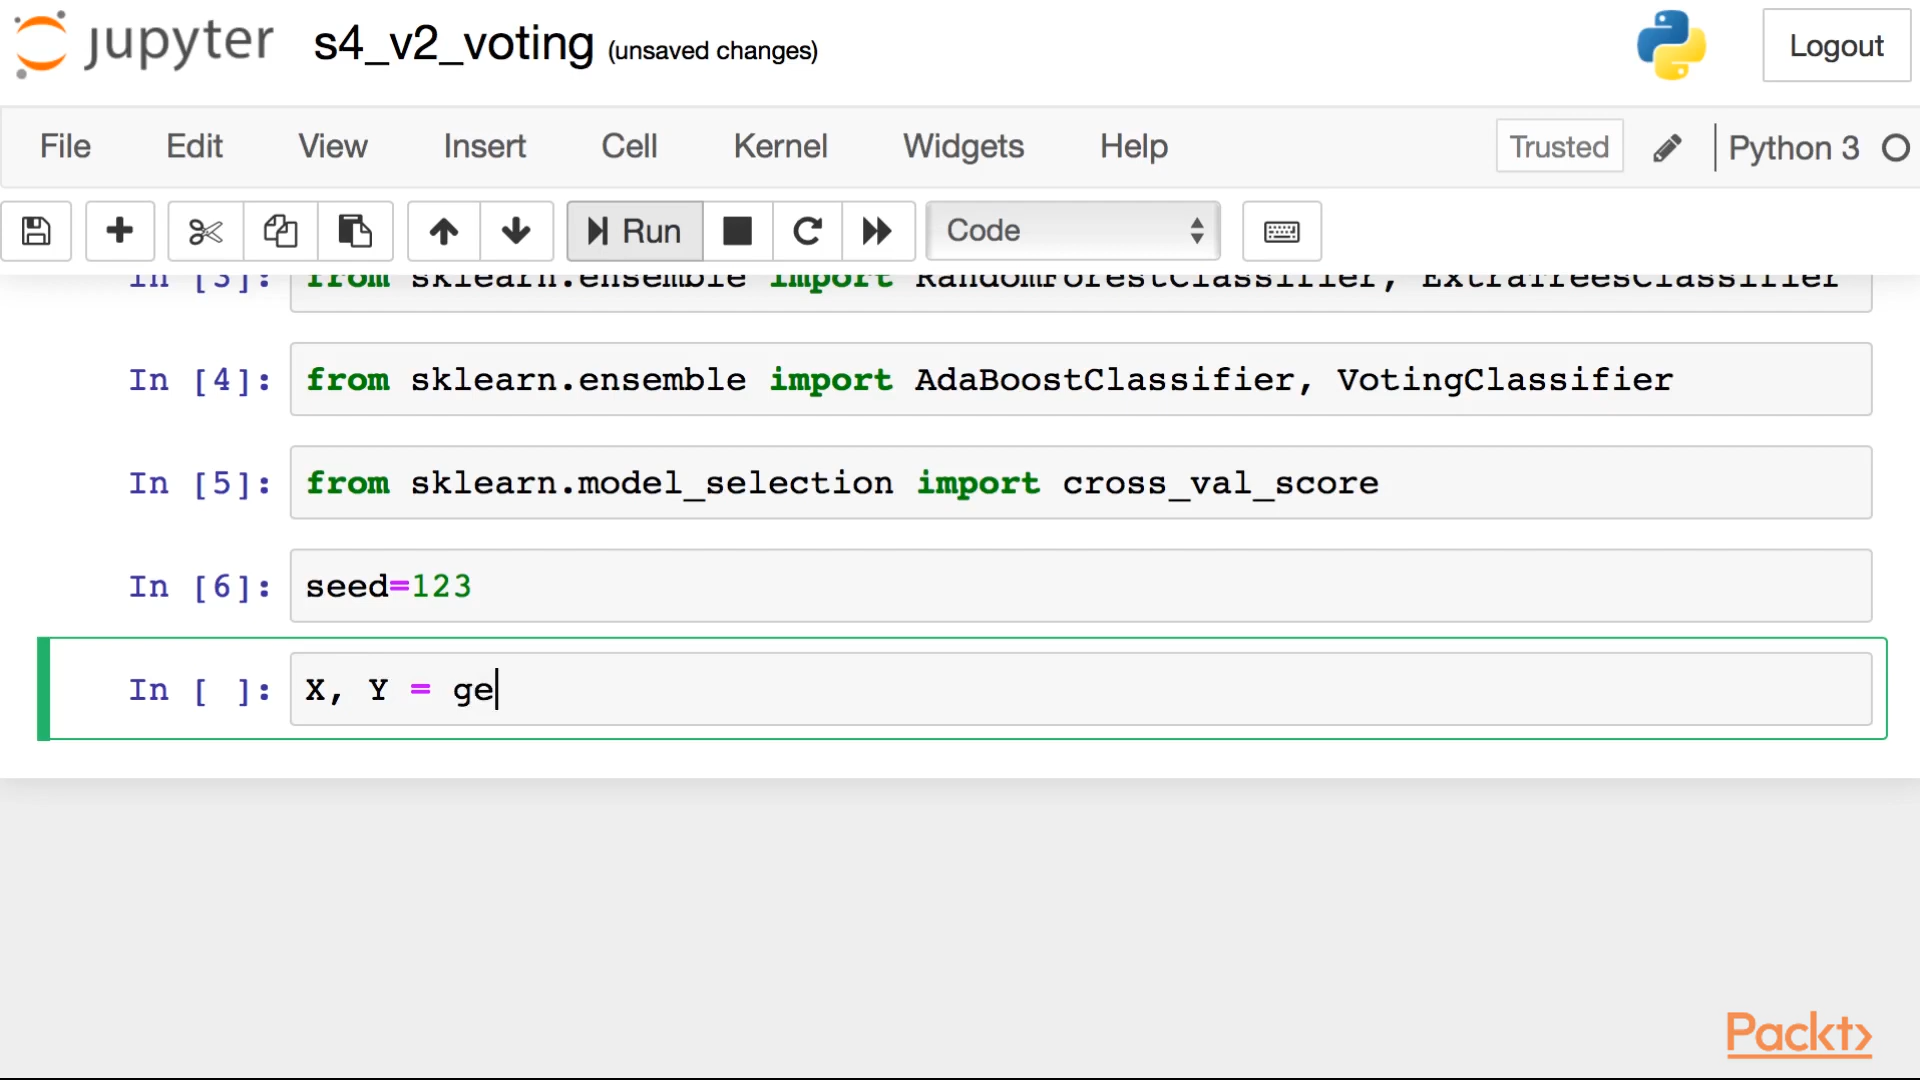 jupyter s4_v2_voting (unsaved changes) Logout
File Edit View Insert Cell Kernel Widgets Help Trusted Python 3
Run Code
In [3]: from sklearn.ensemble import RandomForestClassifier, ExtraTreesClassifier
In [4]: from sklearn.ensemble import AdaBoostClassifier, VotingClassifier
In [5]: from sklearn.model_selection import cross_val_score
In [6]: seed=123
In [ ]: X, Y = ge
Packt>